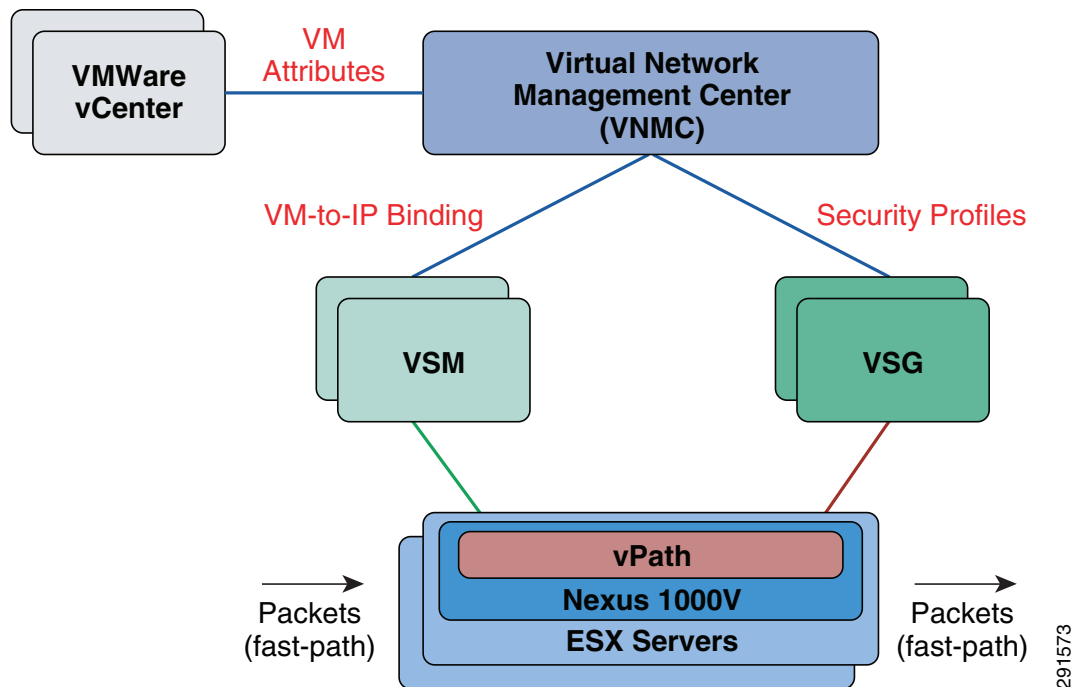 VMWare
vCenter
VM
Attributes
Virtual Network
Management Center
(VNMC)
VM-to-IP Binding
Security Profiles
VSM
VSG
vPath
Nexus 1000V
ESX Servers
Packets
(fast-path)
Packets
(fast-path)
291573